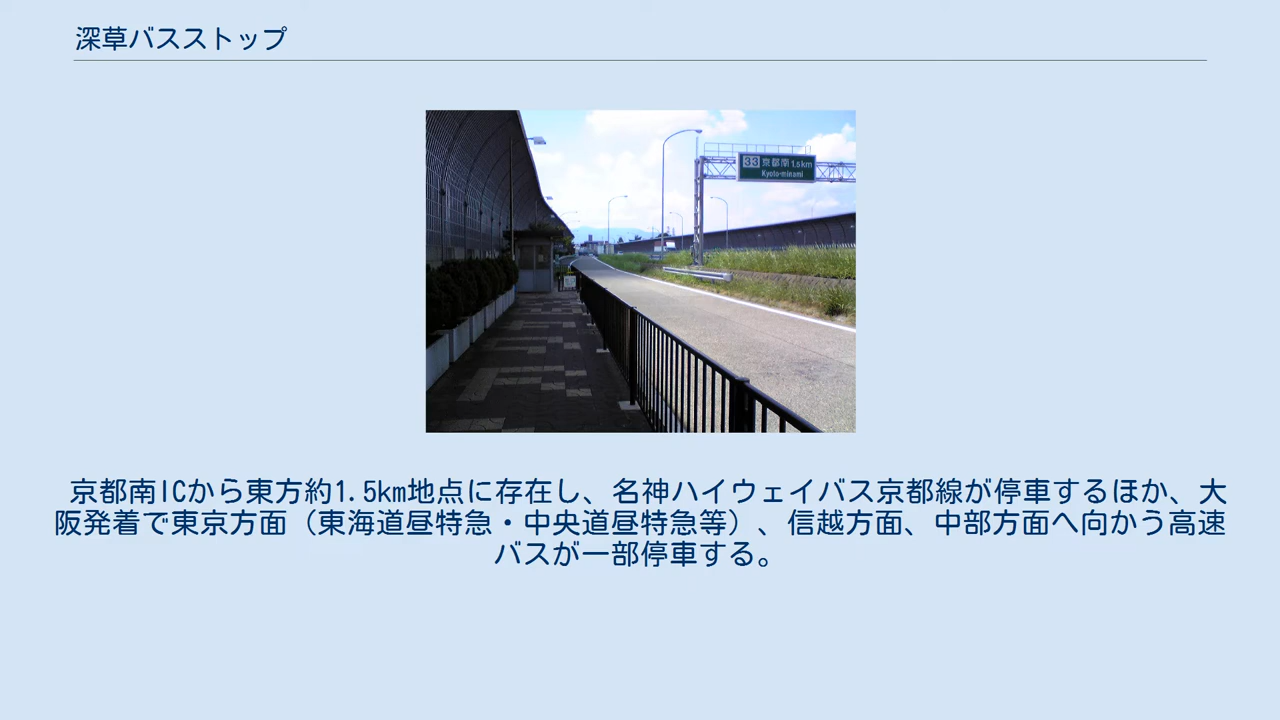 深草バスストップ
33 京都南 1.5km
Kyoto-minami
京都南ICから東方約1.5km地点に存在し、名神ハイウェイバス京都線が停車するほか、大
阪発着で東京方面（東海道昼特急・中央道昼特急等）、信越方面、中部方面へ向かう高速
バスが一部停車する。